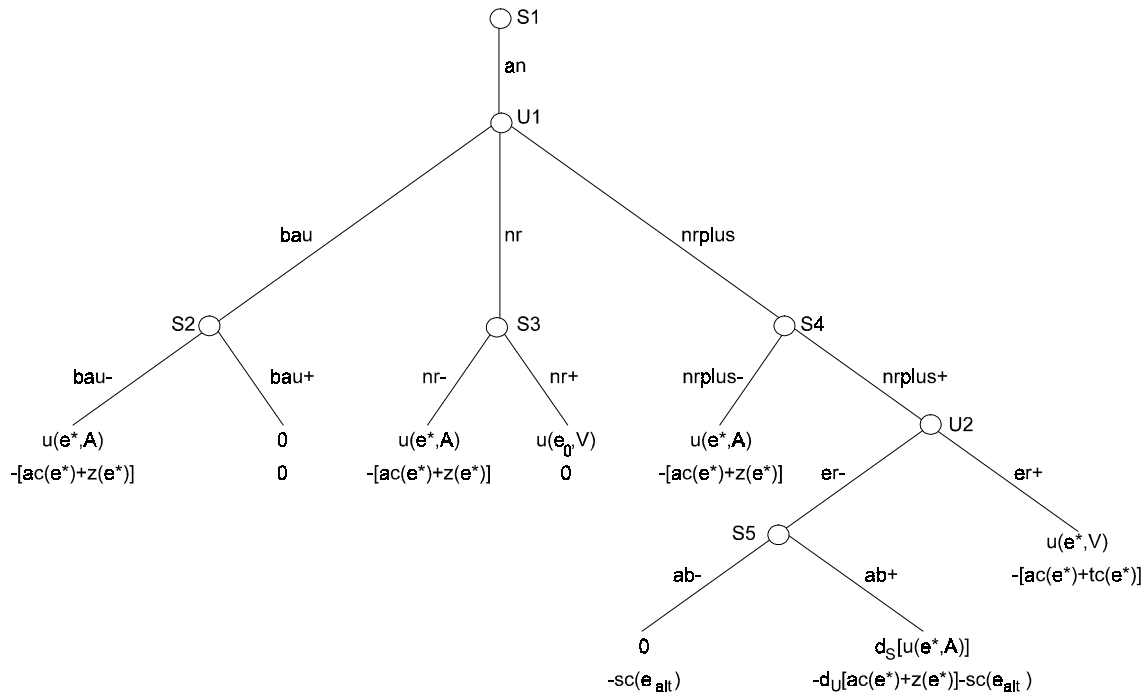 S1
an
U1
bau
nr
nrplus
S2
S3
S4
bau-
bau+
nr-
nr+
nrplus-
nrplus+
u(e*,A)
0
u(e*,A)
u(e₀,V)
u(e*,A)
U2
-[ac(e*)+z(e*)]
0
-[ac(e*)+z(e*)]
0
-[ac(e*)+z(e*)]
er-
er+
S5
u(e*,V)
-[ac(e*)+tc(e*)]
ab-
ab+
0
d_S[u(e*,A)]
-sc(e_alt)
-d_U[ac(e*)+z(e*)]-sc(e_alt)